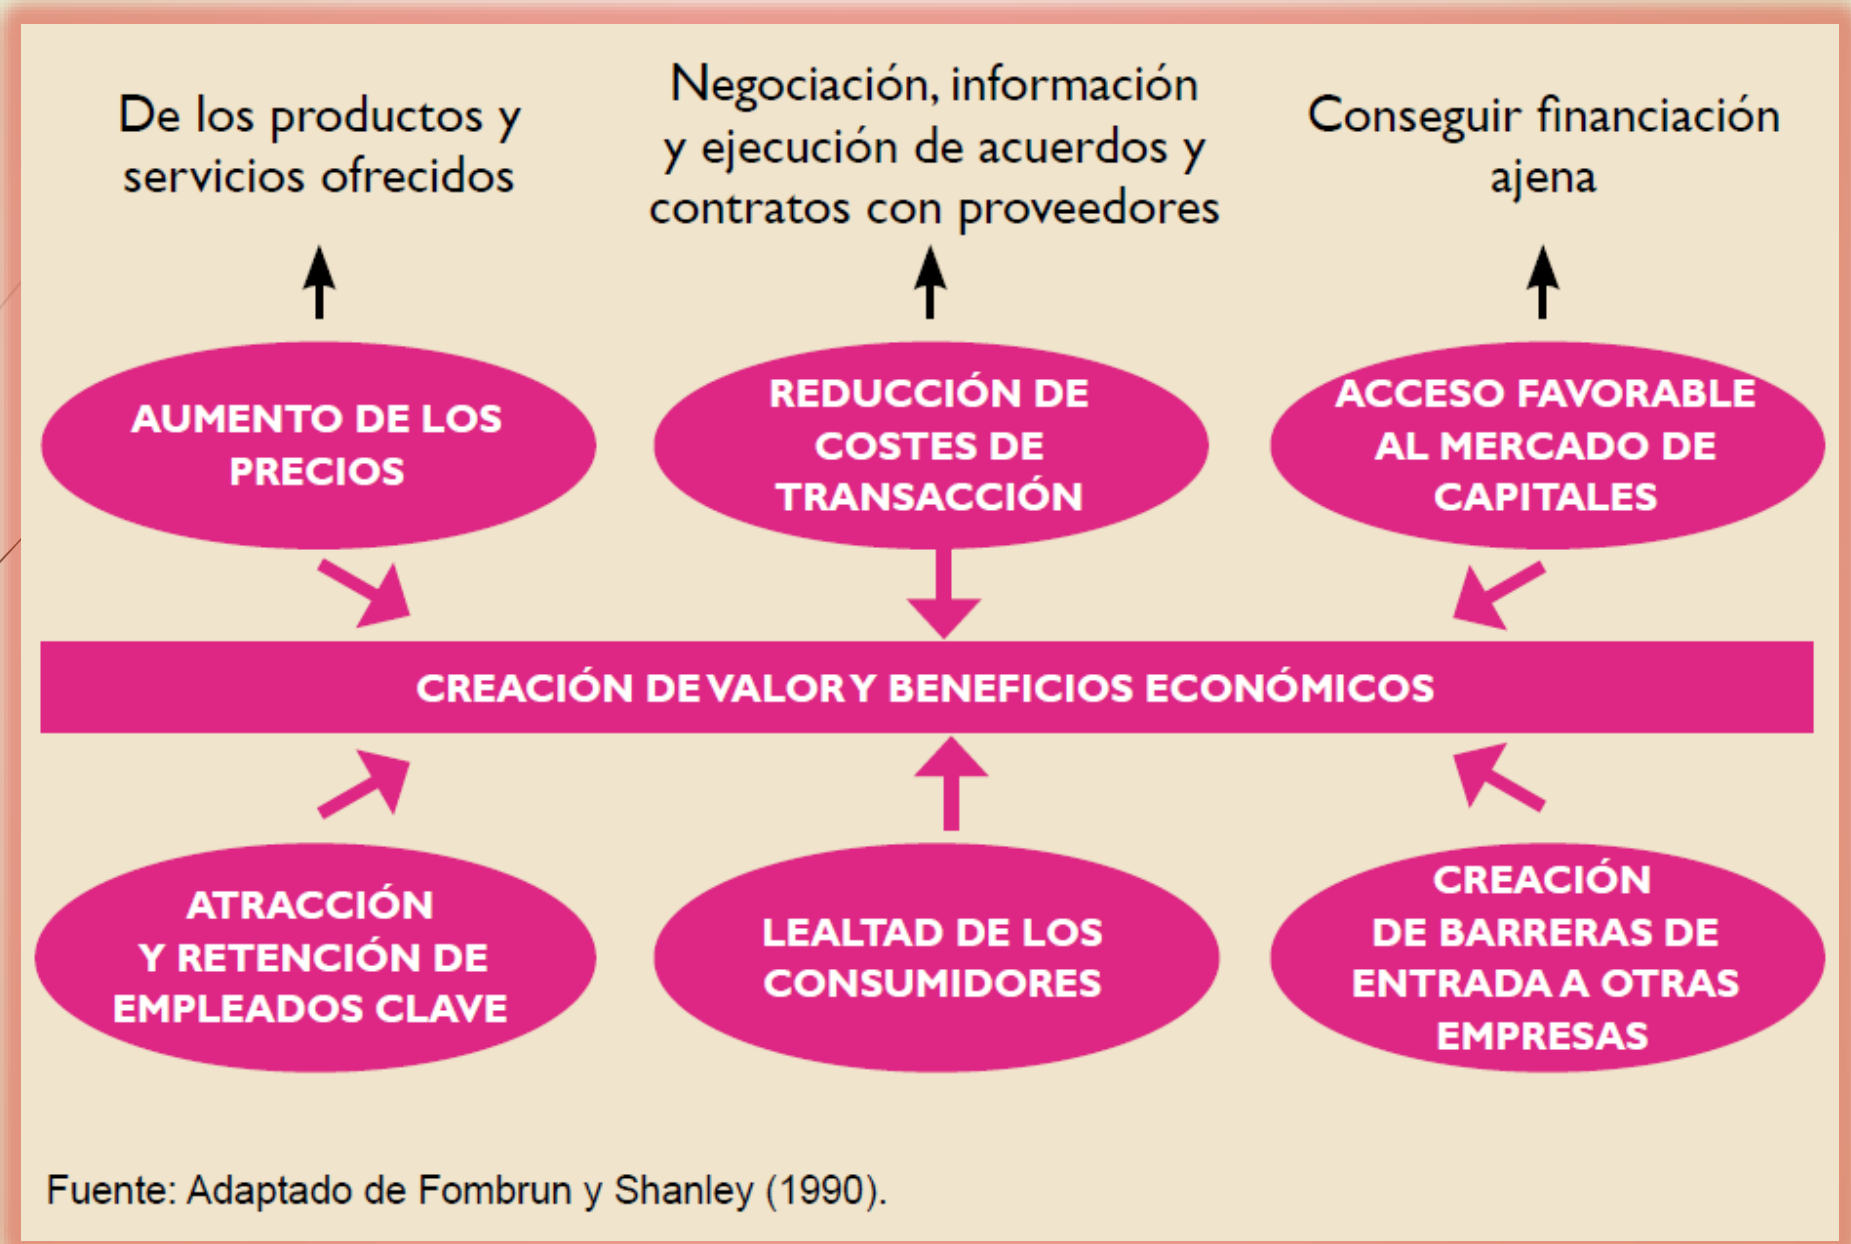 De los productos y
servicios ofrecidos
Negociación, información
y ejecución de acuerdos y
contratos con proveedores
Conseguir financiación
ajena
AUMENTO DE LOS
PRECIOS
REDUCCIÓN DE
COSTES DE
TRANSACCIÓN
ACCESO FAVORABLE
AL MERCADO DE
CAPITALES
CREACIÓN DE VALOR Y BENEFICIOS ECONÓMICOS
ATRACCIÓN
Y RETENCIÓN DE
EMPLEADOS CLAVE
LEALTAD DE LOS
CONSUMIDORES
CREACIÓN
DE BARRERAS DE
ENTRADA A OTRAS
EMPRESAS
Fuente: Adaptado de Fombrun y Shanley (1990).